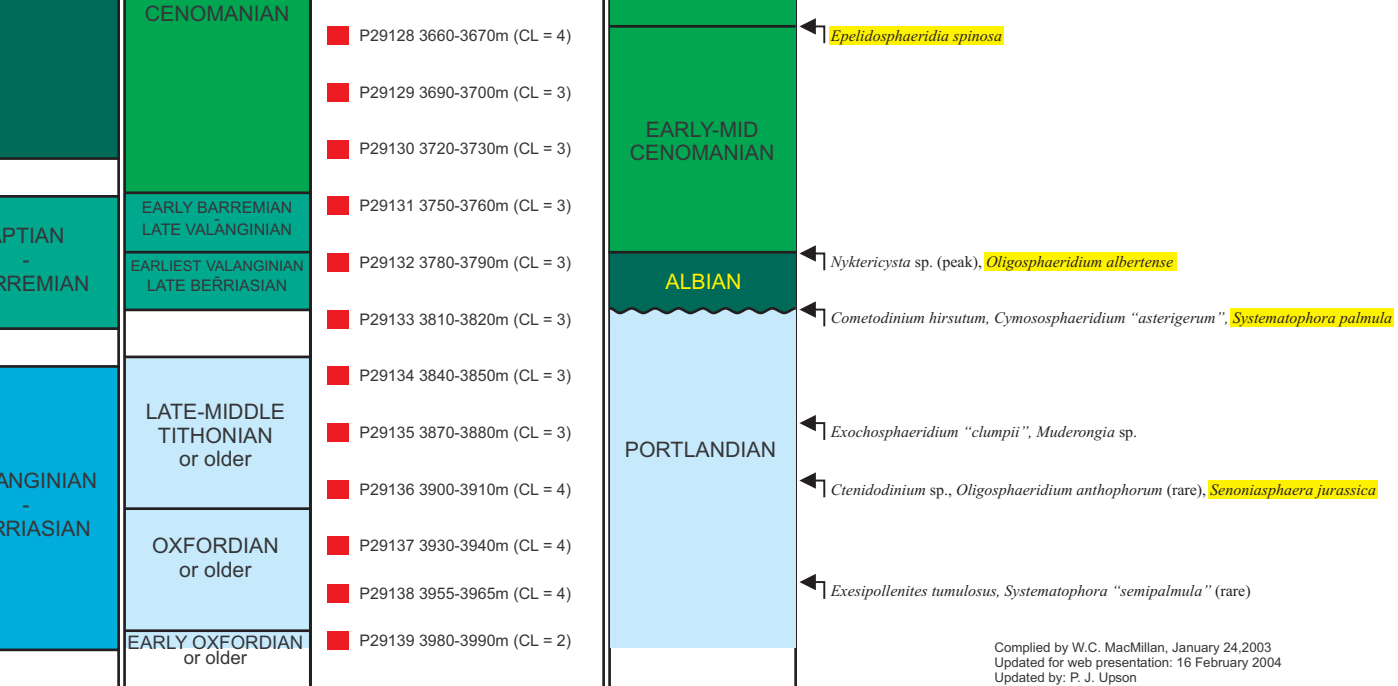 CENOMANIAN
P29128 3660-3670m (CL = 4)
Epelidosphaeridia spinosa
P29129 3690-3700m (CL = 3)
EARLY-MID
CENOMANIAN
P29130 3720-3730m (CL = 3)
EARLY BARREMIAN
-
LATE VALANGINIAN
P29131 3750-3760m (CL = 3)
APTIAN
-
RREMIAN
EARLIEST VALANGINIAN
-
LATE BERRIASIAN
P29132 3780-3790m (CL = 3)
ALBIAN
Nyktericysta sp. (peak), Oligosphaeridium albertense
P29133 3810-3820m (CL = 3)
Cometodinium hirsutum, Cymososphaeridium “asterigerum”, Systematophora palmula
P29134 3840-3850m (CL = 3)
LATE-MIDDLE
TITHONIAN
or older
P29135 3870-3880m (CL = 3)
PORTLANDIAN
Exochosphaeridium “clumpii”, Muderongia sp.
ANGINIAN
-
RRIASIAN
P29136 3900-3910m (CL = 4)
Ctenidodinium sp., Oligosphaeridium anthophorum (rare), Senoniasphaera jurassica
OXFORDIAN
or older
P29137 3930-3940m (CL = 4)
P29138 3955-3965m (CL = 4)
Exesipollenites tumulosus, Systematophora “semipalmula” (rare)
EARLY OXFORDIAN
or older
P29139 3980-3990m (CL = 2)
Complied by W.C. MacMillan, January 24,2003
Updated for web presentation: 16 February 2004
Updated by: P. J. Upson